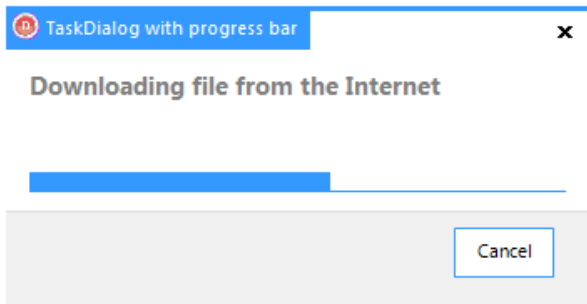 TaskDialog with progress bar
Downloading file from the Internet
Cancel